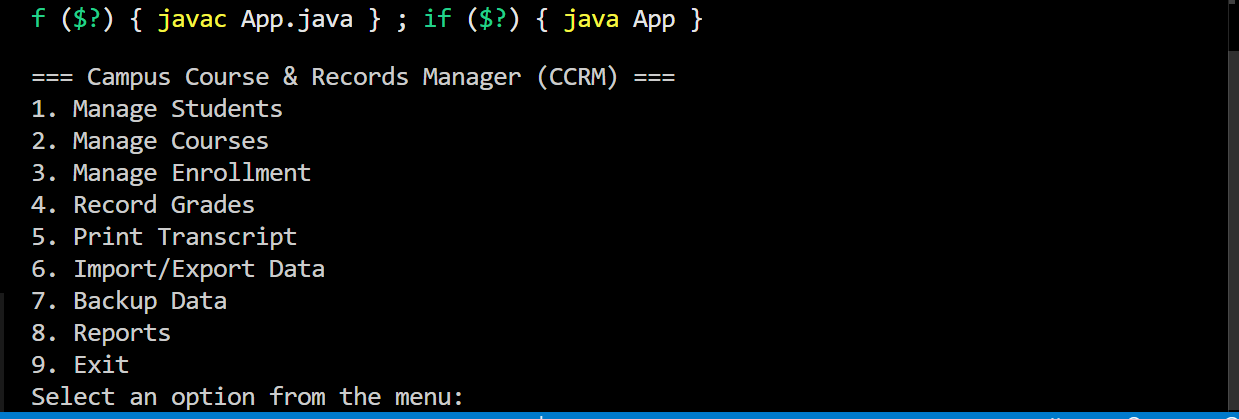 f ($?) { javac App.java } ; if ($?) { java App }
=== Campus Course & Records Manager (CCRM) ===
1. Manage Students
2. Manage Courses
3. Manage Enrollment
4. Record Grades
5. Print Transcript
6. Import/Export Data
7. Backup Data
8. Reports
9. Exit
Select an option from the menu: